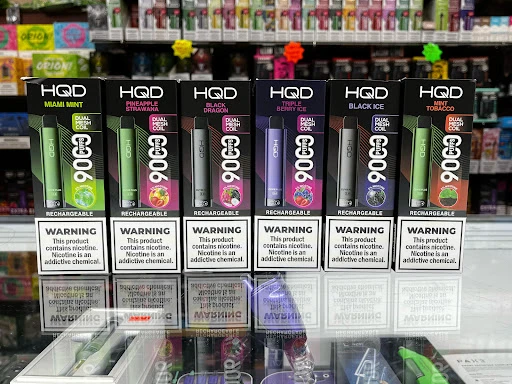 HQD
MIAMI MINT
DUAL
MESH
COIL
9000
RECHARGEABLE
WARNING
This product
contains nicotine.
Nicotine is an
addictive chemical.
HQD
PINEAPPLE
STRAWANA
DUAL
MESH
COIL
9000
RECHARGEABLE
WARNING
This product
contains nicotine.
Nicotine is an
addictive chemical.
HQD
BLACK
DRAGON
DUAL
MESH
COIL
9000
RECHARGEABLE
WARNING
This product
contains nicotine.
Nicotine is an
addictive chemical.
HQD
TRIPLE
BERRY ICE
DUAL
MESH
COIL
9000
RECHARGEABLE
WARNING
This product
contains nicotine.
Nicotine is an
addictive chemical.
HQD
BLACK ICE
DUAL
MESH
COIL
9000
RECHARGEABLE
WARNING
This product
contains nicotine.
Nicotine is an
addictive chemical.
HQD
MINT
TOBACCO
DUAL
MESH
COIL
9000
RECHARGEABLE
WARNING
This product
contains nicotine.
Nicotine is an
addictive chemical.